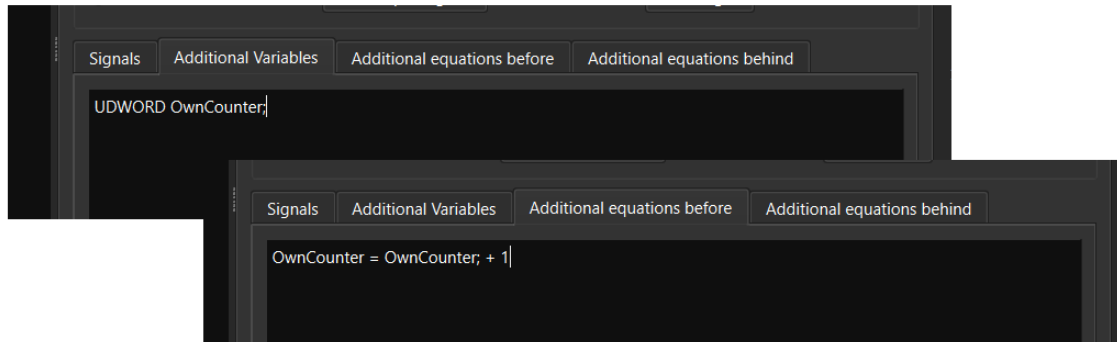 Signals Additional Variables Additional equations before Additional equations behind
UDWORD OwnCounter;
Signals Additional Variables Additional equations before Additional equations behind
OwnCounter = OwnCounter; + 1